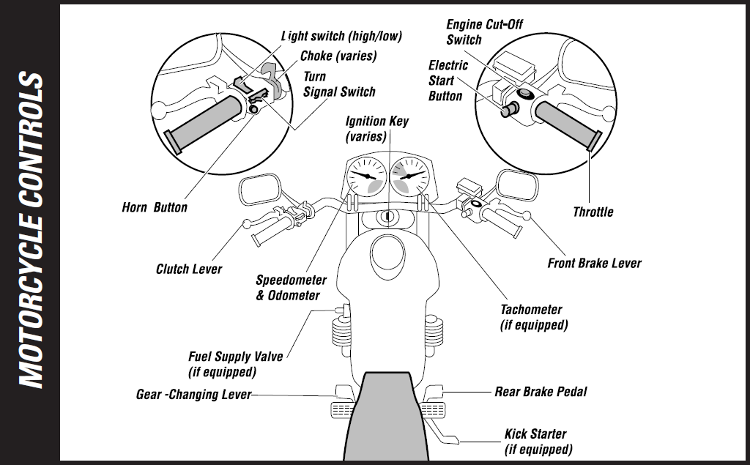 MOTORCYCLE CONTROLS
Light switch (high/low)
Choke (varies)
Turn
Signal Switch
Engine Cut-Off
Switch
Electric
Start
Button
Ignition Key
(varies)
Horn Button
Throttle
Clutch Lever
Front Brake Lever
Speedometer
& Odometer
Tachometer
(if equipped)
Fuel Supply Valve
(if equipped)
Gear -Changing Lever
Rear Brake Pedal
Kick Starter
(if equipped)